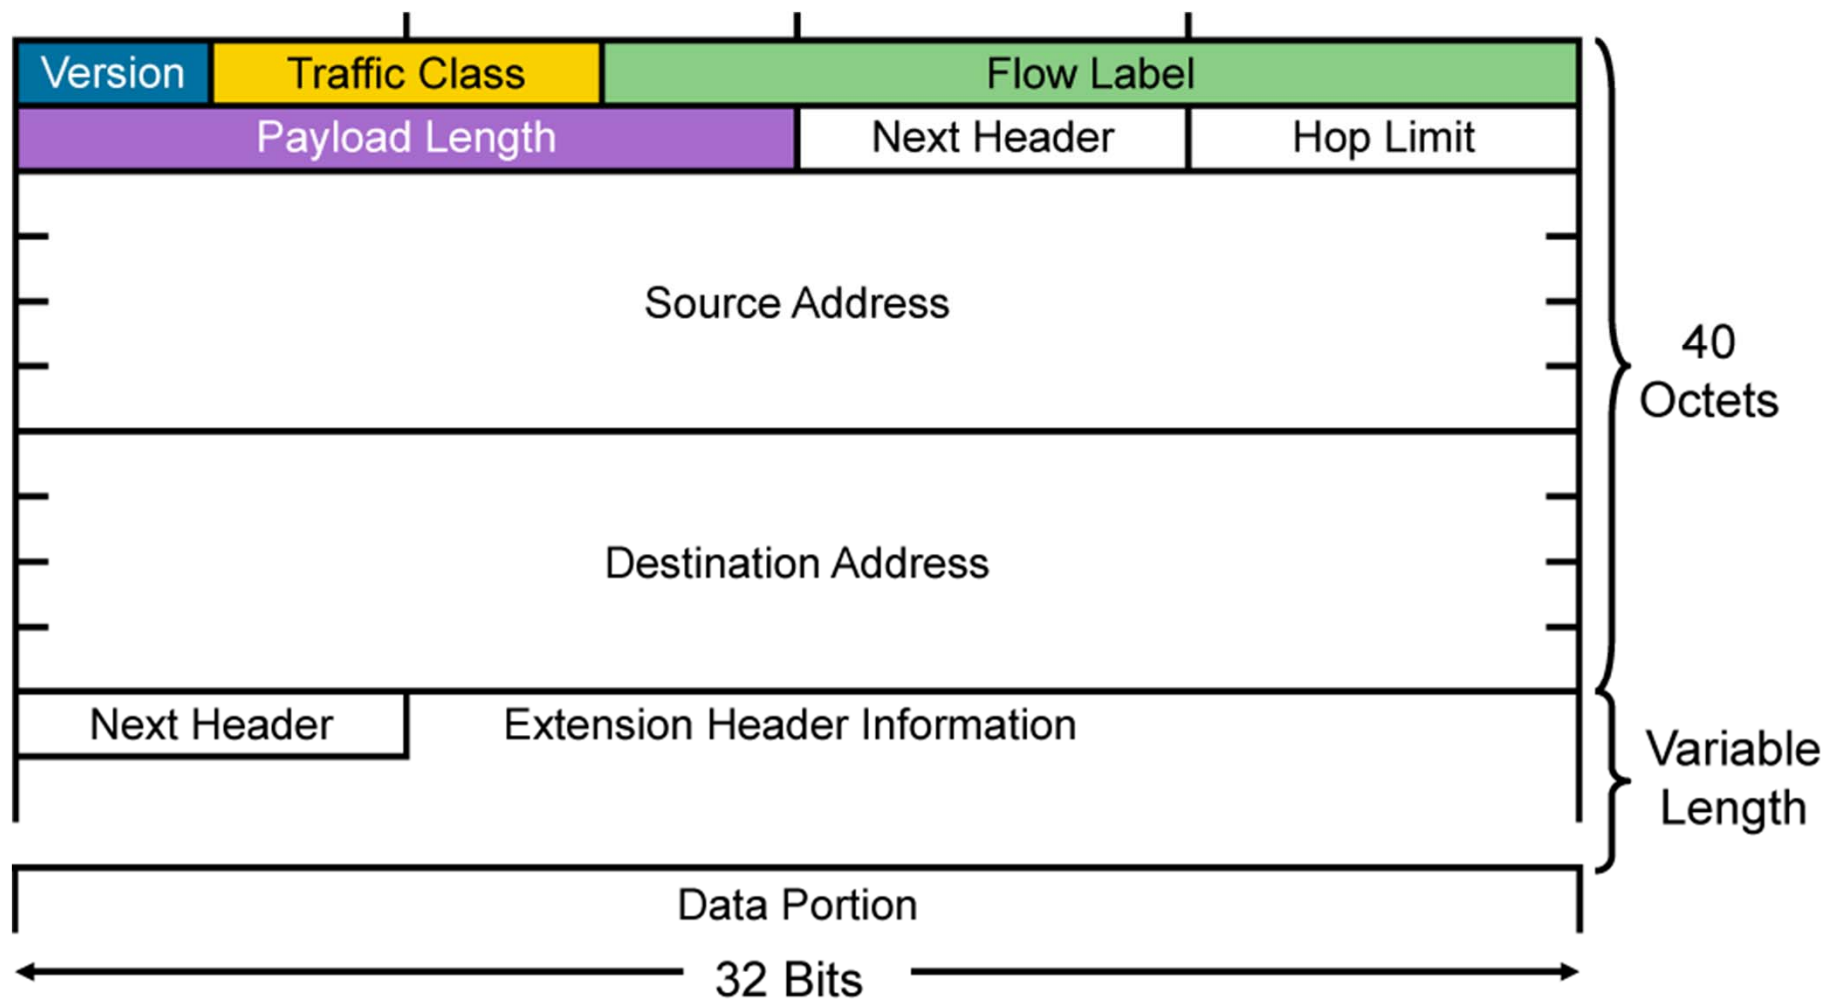 Version Traffic Class Flow Label
Payload Length Next Header Hop Limit
Source Address
40
Octets
Destination Address
Next Header Extension Header Information
Variable
Length
Data Portion
32 Bits